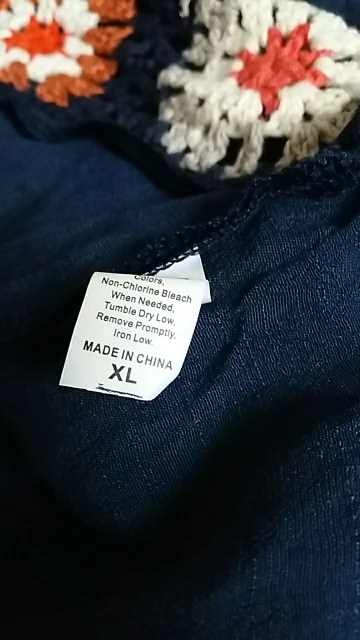 Colors,
Non-Chlorine Bleach
When Needed,
Tumble Dry Low,
Remove Promptly.
Iron Low.
MADE IN CHINA
XL